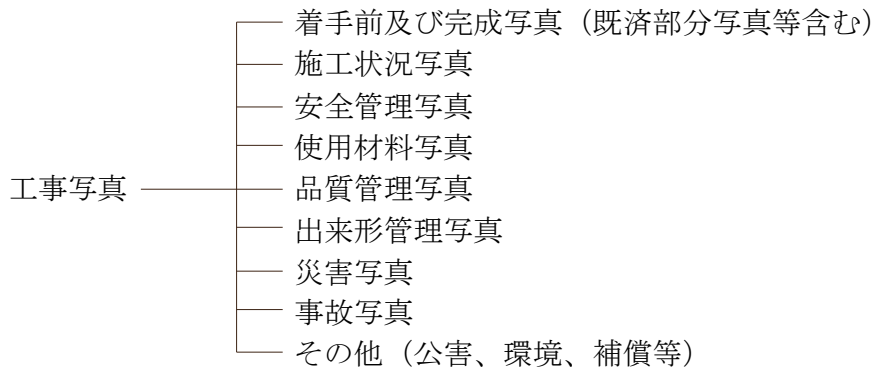 着手前及び完成写真（既済部分写真等含む）
施工状況写真
安全管理写真
使用材料写真
工事写真
品質管理写真
出来形管理写真
災害写真
事故写真
その他（公害、環境、補償等）